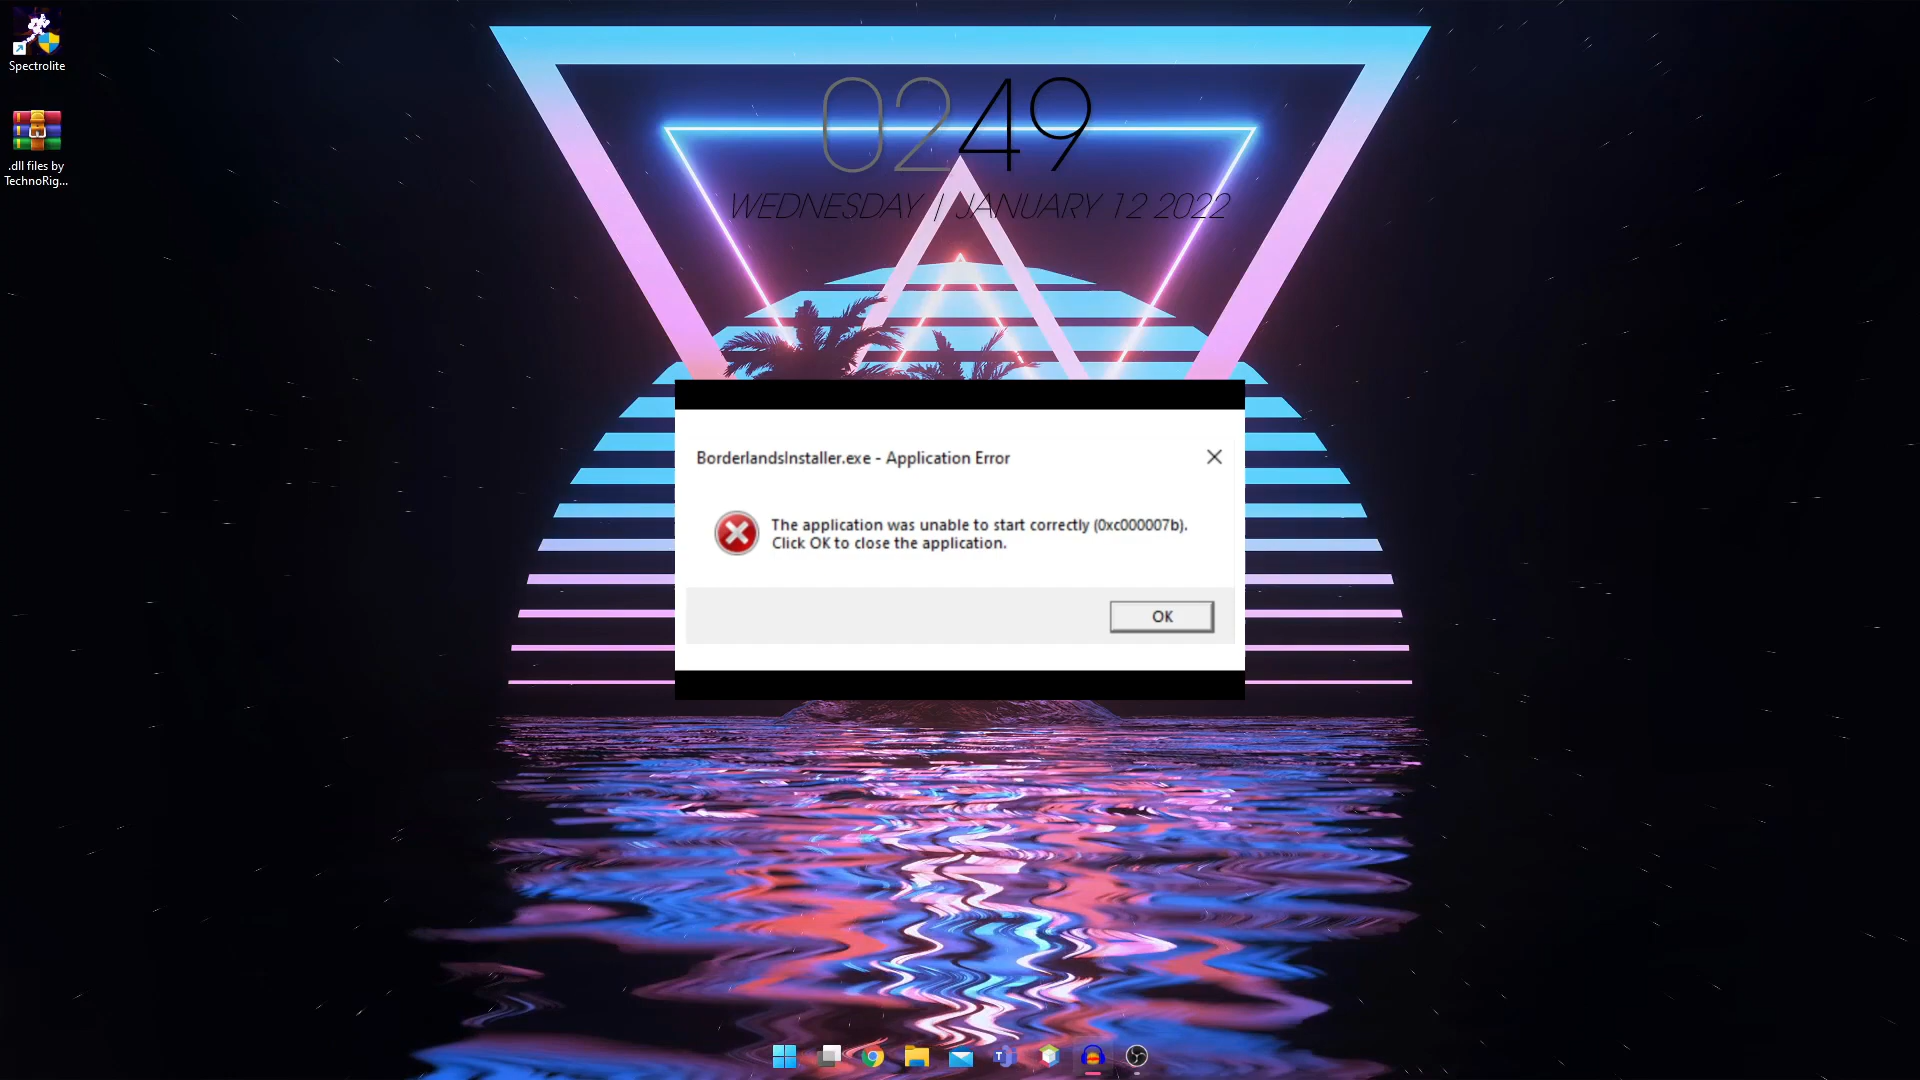 Spectrolite
.dll files by
TechnoRig...
0249
WEDNESDAY | JANUARY 12 2022
BorderlandsInstaller.exe - Application Error
The application was unable to start correctly (0xc000007b).
Click OK to close the application.
OK